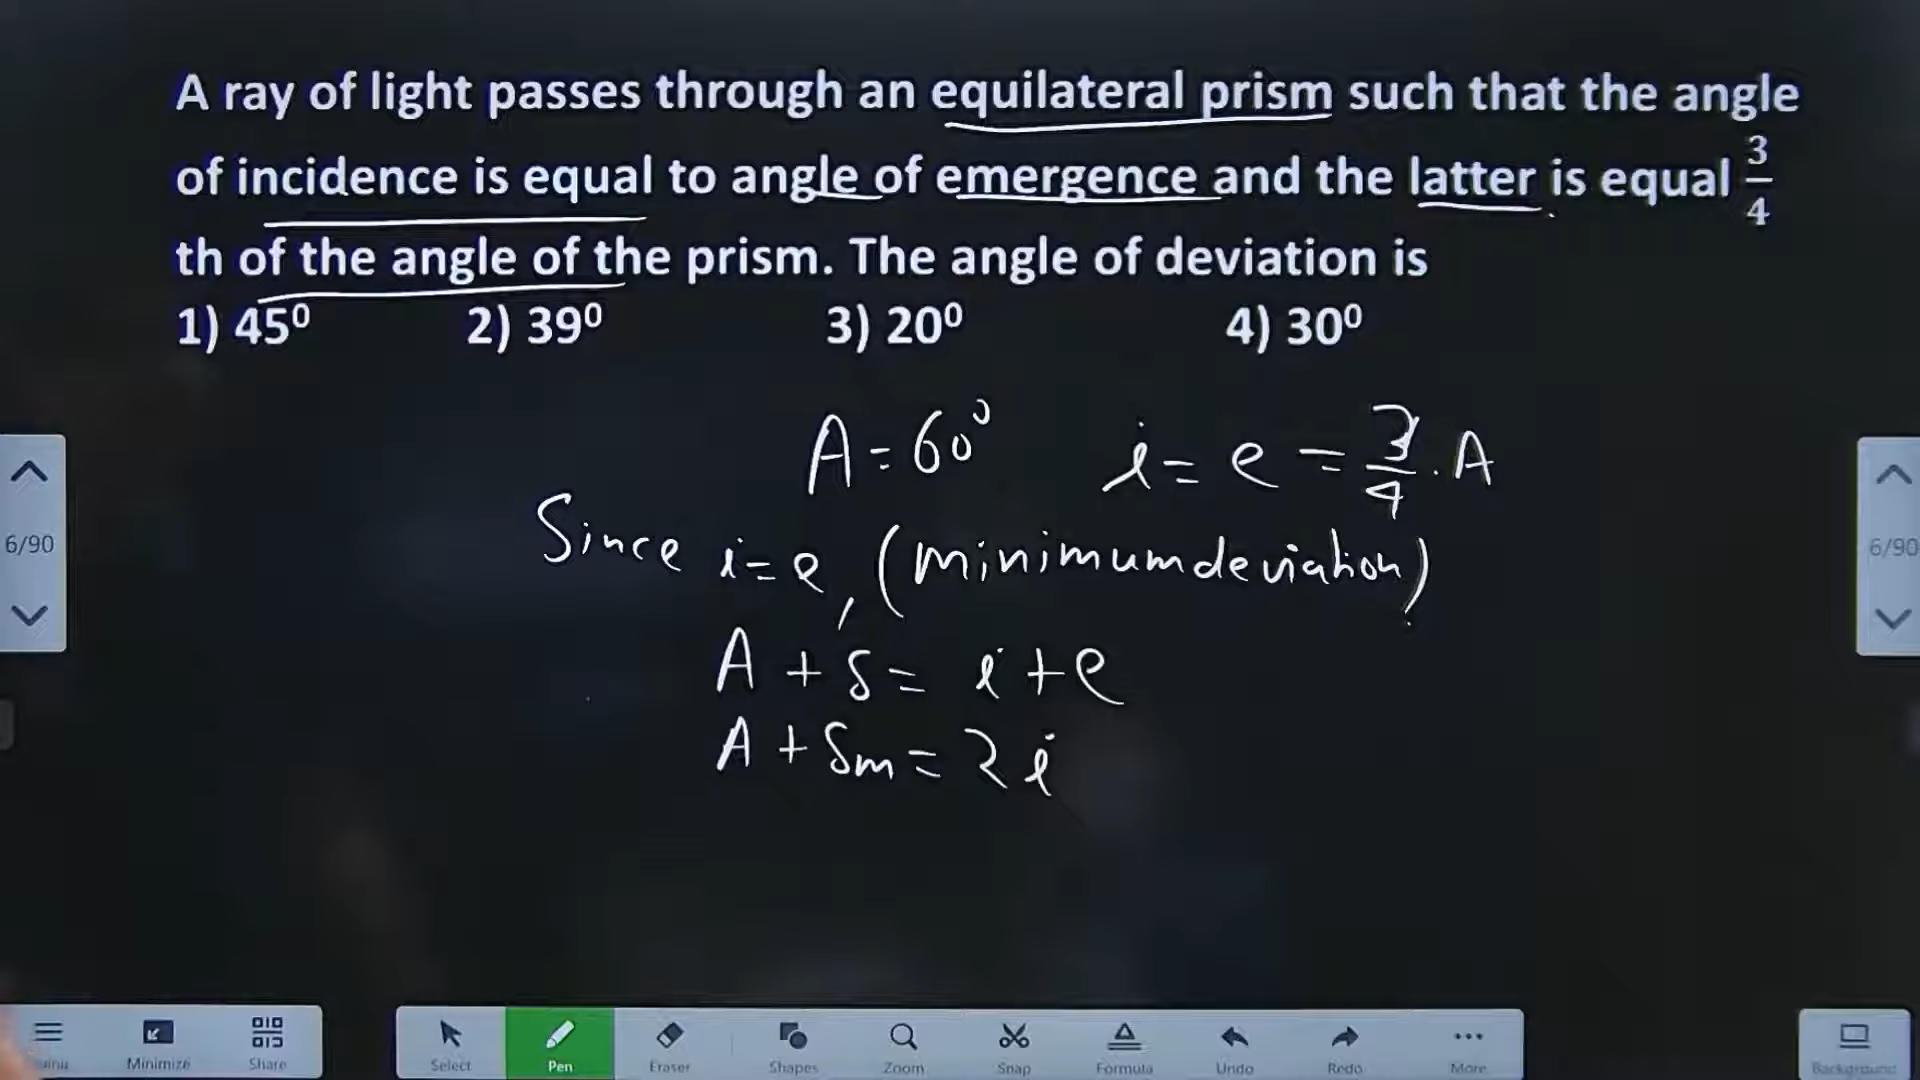 A ray of light passes through an equilateral prism such that the angle
of incidence is equal to angle of emergence and the latter is equal 3/4
th of the angle of the prism. The angle of deviation is
1) 45⁰ 2) 39⁰ 3) 20⁰ 4) 30⁰
A = 60⁰ i = e = 3/4 . A
Since i = e, (minimum deviation)
A + δ = i + e
A + δm = 2i
6/90
6/90
Minimize Share Select Pen Eraser Shapes Zoom Snap Formula Undo Redo More Background